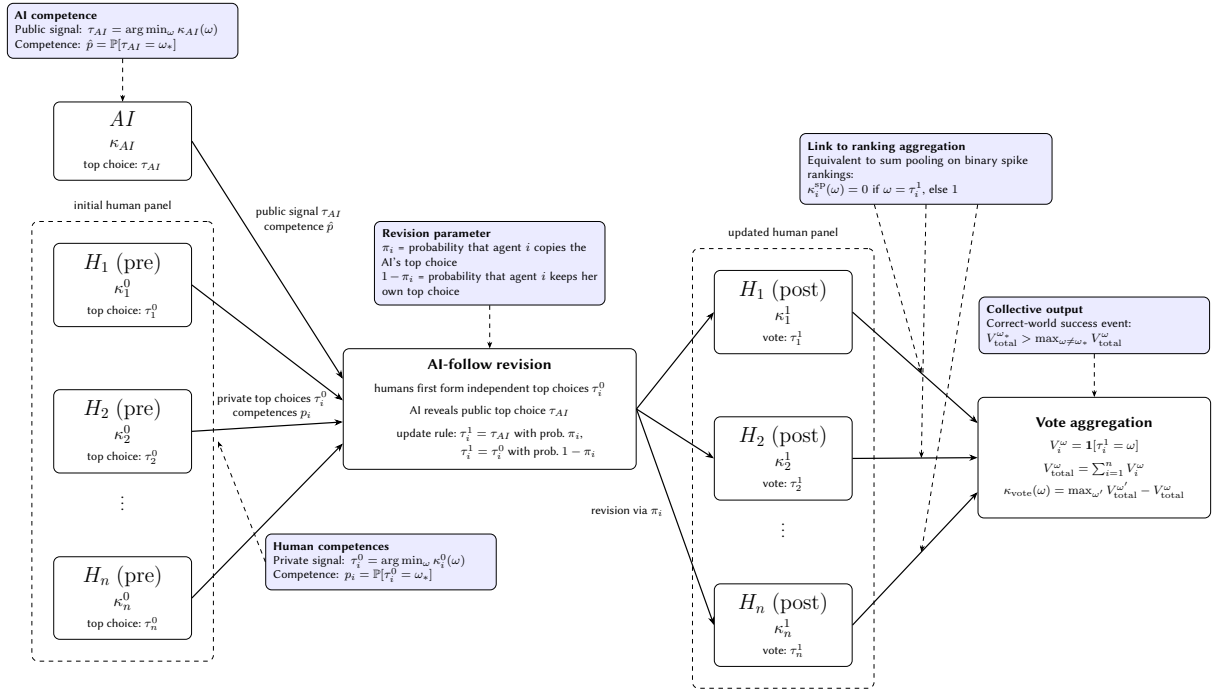 AI competence
Public signal: τ_AI = arg min_ω κ_AI(ω)
Competence: p̂ = ℙ[τ_AI = ω_*]
AI
κ_AI
top choice: τ_AI
initial human panel
H_1 (pre)
κ_1^0
top choice: τ_1^0
H_2 (pre)
κ_2^0
top choice: τ_2^0
⋮
H_n (pre)
κ_n^0
top choice: τ_n^0
public signal τ_AI
competence p̂
private top choices τ_i^0
competences p_i
Human competences
Private signal: τ_i^0 = arg min_ω κ_i^0(ω)
Competence: p_i = ℙ[τ_i^0 = ω_*]
Revision parameter
π_i = probability that agent i copies the
AI's top choice
1 − π_i = probability that agent i keeps her
own top choice
AI-follow revision
humans first form independent top choices τ_i^0
AI reveals public top choice τ_AI
update rule: τ_i^1 = τ_AI with prob. π_i,
τ_i^1 = τ_i^0 with prob. 1 − π_i
revision via π_i
updated human panel
H_1 (post)
κ_1^1
vote: τ_1^1
H_2 (post)
κ_2^1
vote: τ_2^1
⋮
H_n (post)
κ_n^1
vote: τ_n^1
Link to ranking aggregation
Equivalent to sum pooling on binary spike
rankings:
κ_i^sp(ω) = 0 if ω = τ_i^1, else 1
Collective output
Correct-world success event:
V_total^ω_* > max_ω≠ω_* V_total^ω
Vote aggregation
V_i^ω = 𝟏[τ_i^1 = ω]
V_total^ω = ∑_{i=1}^n V_i^ω
κ_vote(ω) = max_ω′ V_total^ω′ − V_total^ω